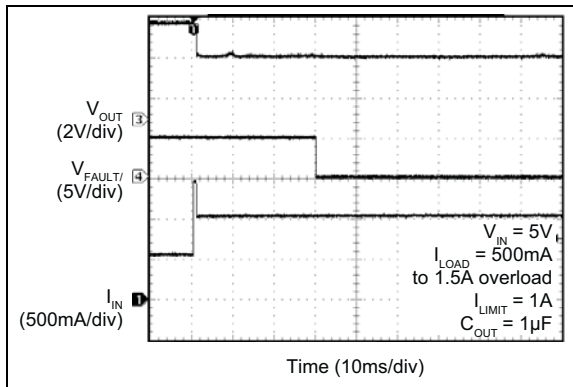 1
V_OUT 3
(2V/div)
V_FAULT/ 4
(5V/div)
I_IN 1
(500mA/div)
V_IN = 5V
I_LOAD = 500mA
to 1.5A overload
I_LIMIT = 1A
C_OUT = 1µF
Time (10ms/div)